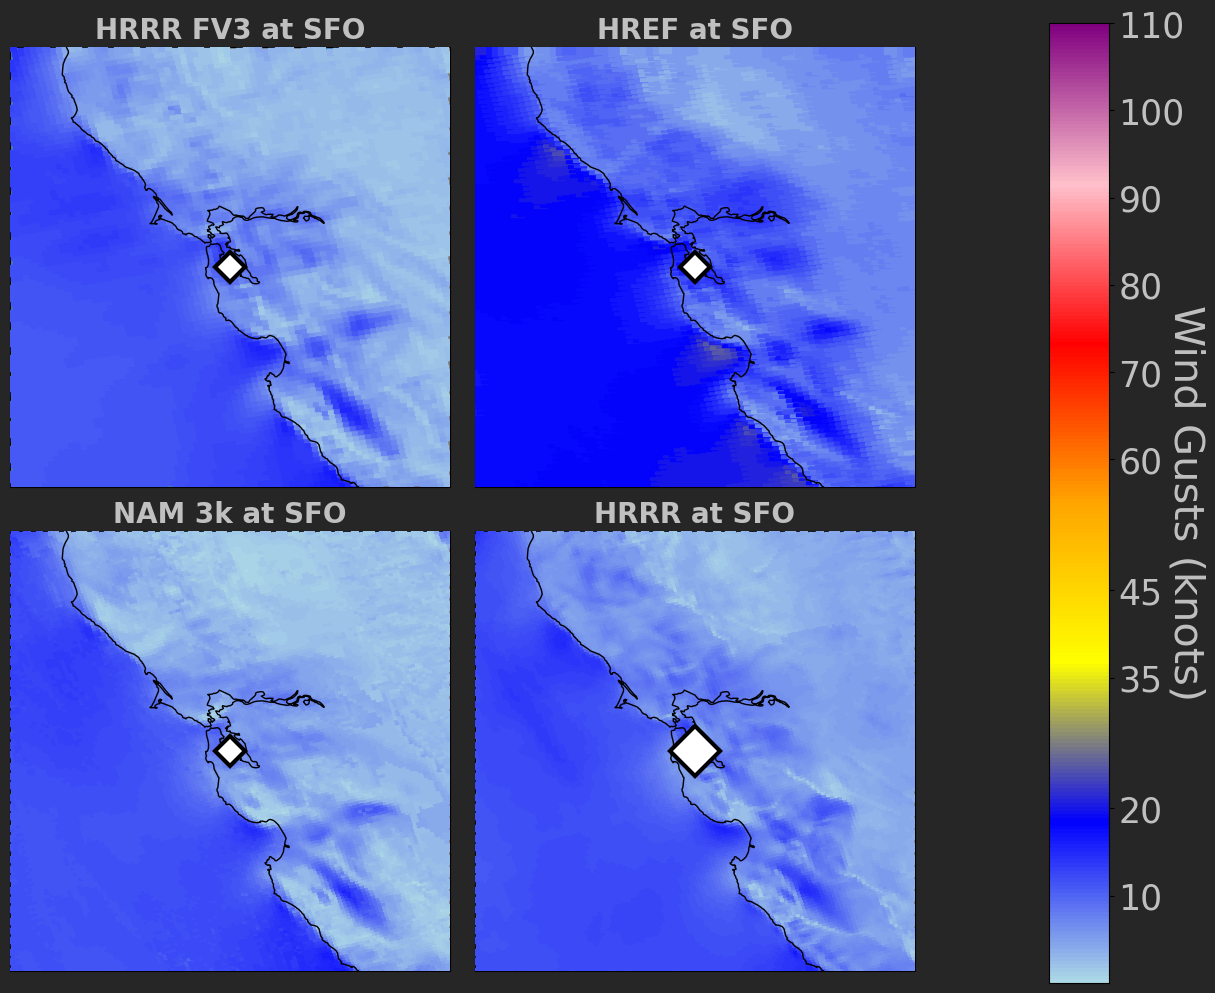 HRRR FV3 at SFO
HREF at SFO
NAM 3k at SFO
HRRR at SFO
110
100
90
80
70
60
45
35
20
10
Wind Gusts (knots)